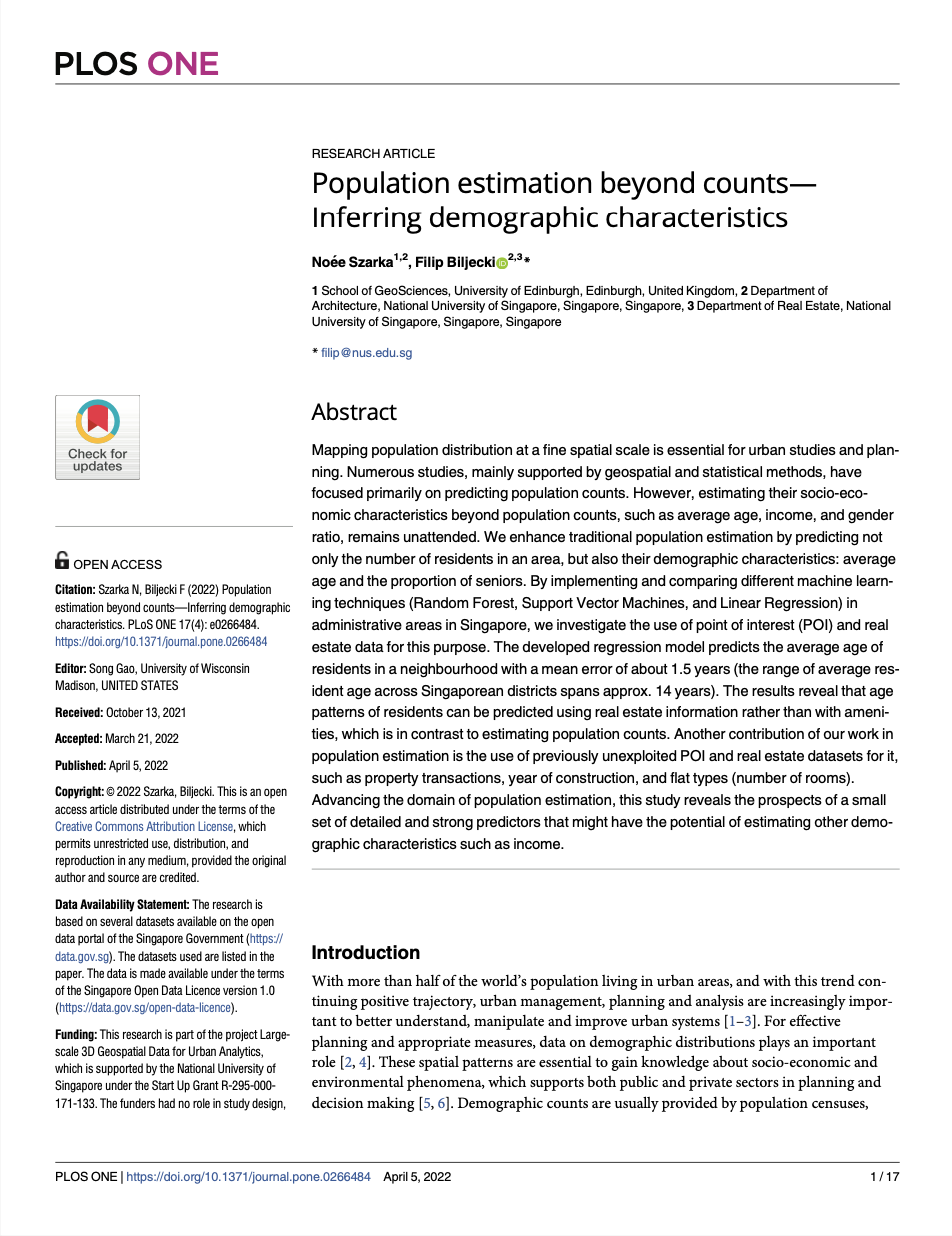 PLOS ONE
RESEARCH ARTICLE
Population estimation beyond counts—
Inferring demographic characteristics
Noée Szarka1,2, Filip Biljecki iD 2,3*
1 School of GeoSciences, University of Edinburgh, Edinburgh, United Kingdom, 2 Department of
Architecture, National University of Singapore, Singapore, Singapore, 3 Department of Real Estate, National
University of Singapore, Singapore, Singapore
* filip@nus.edu.sg
Abstract
Mapping population distribution at a fine spatial scale is essential for urban studies and plan-
ning. Numerous studies, mainly supported by geospatial and statistical methods, have
focused primarily on predicting population counts. However, estimating their socio-eco-
nomic characteristics beyond population counts, such as average age, income, and gender
ratio, remains unattended. We enhance traditional population estimation by predicting not
only the number of residents in an area, but also their demographic characteristics: average
age and the proportion of seniors. By implementing and comparing different machine learn-
ing techniques (Random Forest, Support Vector Machines, and Linear Regression) in
administrative areas in Singapore, we investigate the use of point of interest (POI) and real
estate data for this purpose. The developed regression model predicts the average age of
residents in a neighbourhood with a mean error of about 1.5 years (the range of average res-
ident age across Singaporean districts spans approx. 14 years). The results reveal that age
patterns of residents can be predicted using real estate information rather than with ameni-
ties, which is in contrast to estimating population counts. Another contribution of our work in
population estimation is the use of previously unexploited POI and real estate datasets for it,
such as property transactions, year of construction, and flat types (number of rooms).
Advancing the domain of population estimation, this study reveals the prospects of a small
set of detailed and strong predictors that might have the potential of estimating other demo-
graphic characteristics such as income.
Check for
updates
OPEN ACCESS
Citation: Szarka N, Biljecki F (2022) Population
estimation beyond counts—Inferring demographic
characteristics. PLoS ONE 17(4): e0266484.
https://doi.org/10.1371/journal.pone.0266484
Editor: Song Gao, University of Wisconsin
Madison, UNITED STATES
Received: October 13, 2021
Accepted: March 21, 2022
Published: April 5, 2022
Copyright: © 2022 Szarka, Biljecki. This is an open
access article distributed under the terms of the
Creative Commons Attribution License, which
permits unrestricted use, distribution, and
reproduction in any medium, provided the original
author and source are credited.
Data Availability Statement: The research is
based on several datasets available on the open
data portal of the Singapore Government (https://
data.gov.sg). The datasets used are listed in the
paper. The data is made available under the terms
of the Singapore Open Data Licence version 1.0
(https://data.gov.sg/open-data-licence).
Funding: This research is part of the project Large-
scale 3D Geospatial Data for Urban Analytics,
which is supported by the National University of
Singapore under the Start Up Grant R-295-000-
171-133. The funders had no role in study design,
Introduction
With more than half of the world's population living in urban areas, and with this trend con-
tinuing positive trajectory, urban management, planning and analysis are increasingly impor-
tant to better understand, manipulate and improve urban systems [1–3]. For effective
planning and appropriate measures, data on demographic distributions plays an important
role [2, 4]. These spatial patterns are essential to gain knowledge about socio-economic and
environmental phenomena, which supports both public and private sectors in planning and
decision making [5, 6]. Demographic counts are usually provided by population censuses,
PLOS ONE | https://doi.org/10.1371/journal.pone.0266484 April 5, 2022 1 / 17